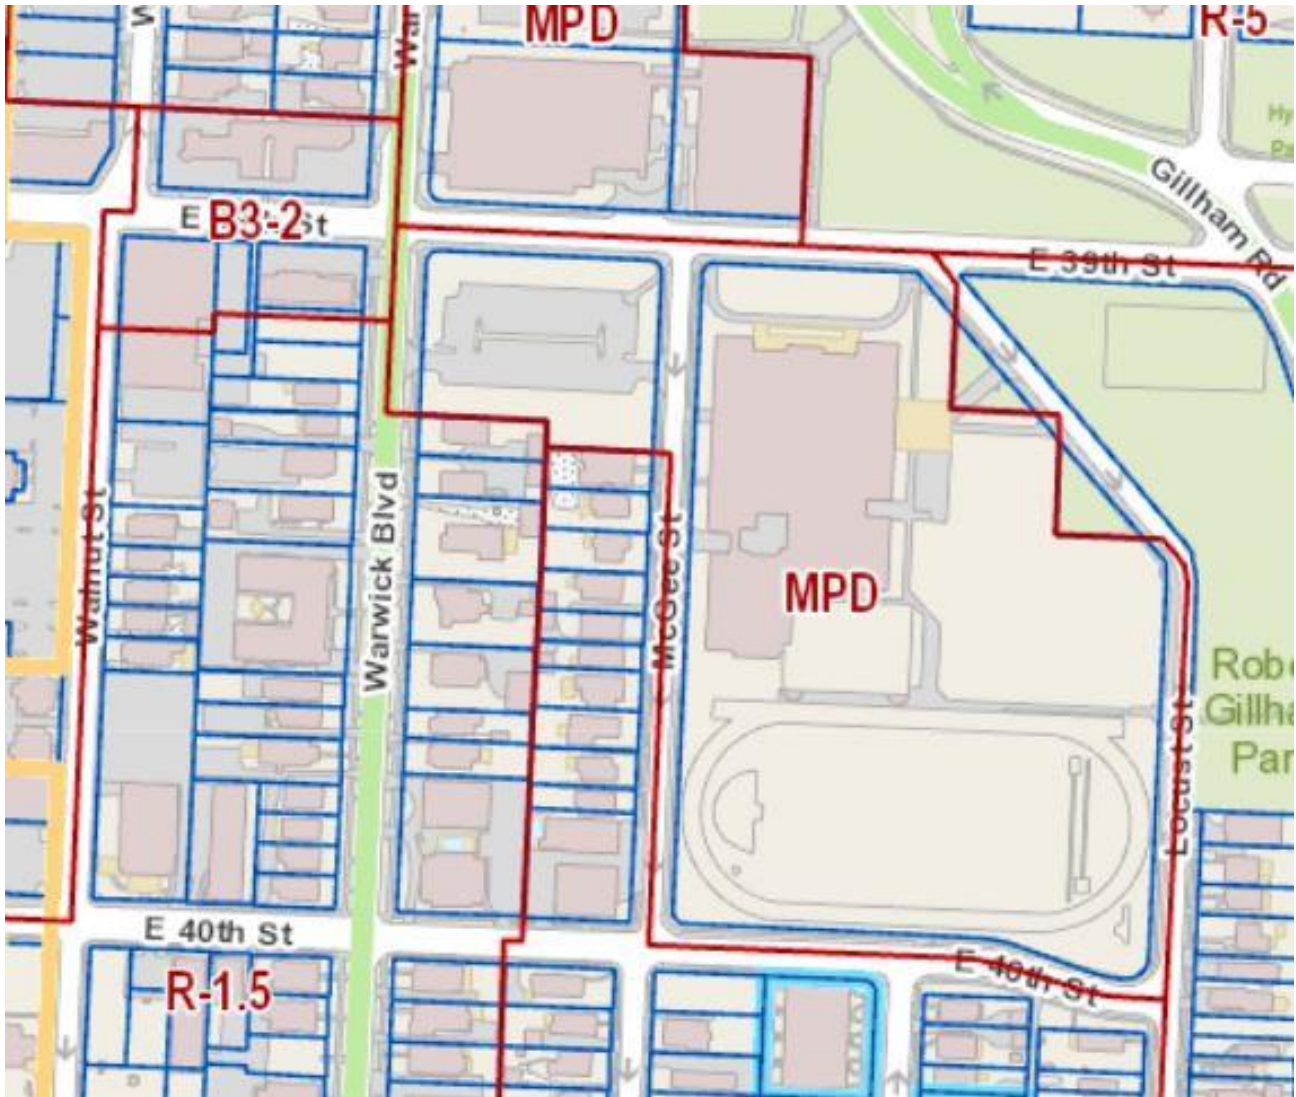 MPD
R-5
Gillham Rd
B3-2
E 39th St
Walnut St
Warwick Blvd
McGee St
MPD
Locust St
E 40th St
E 40th St
R-1.5